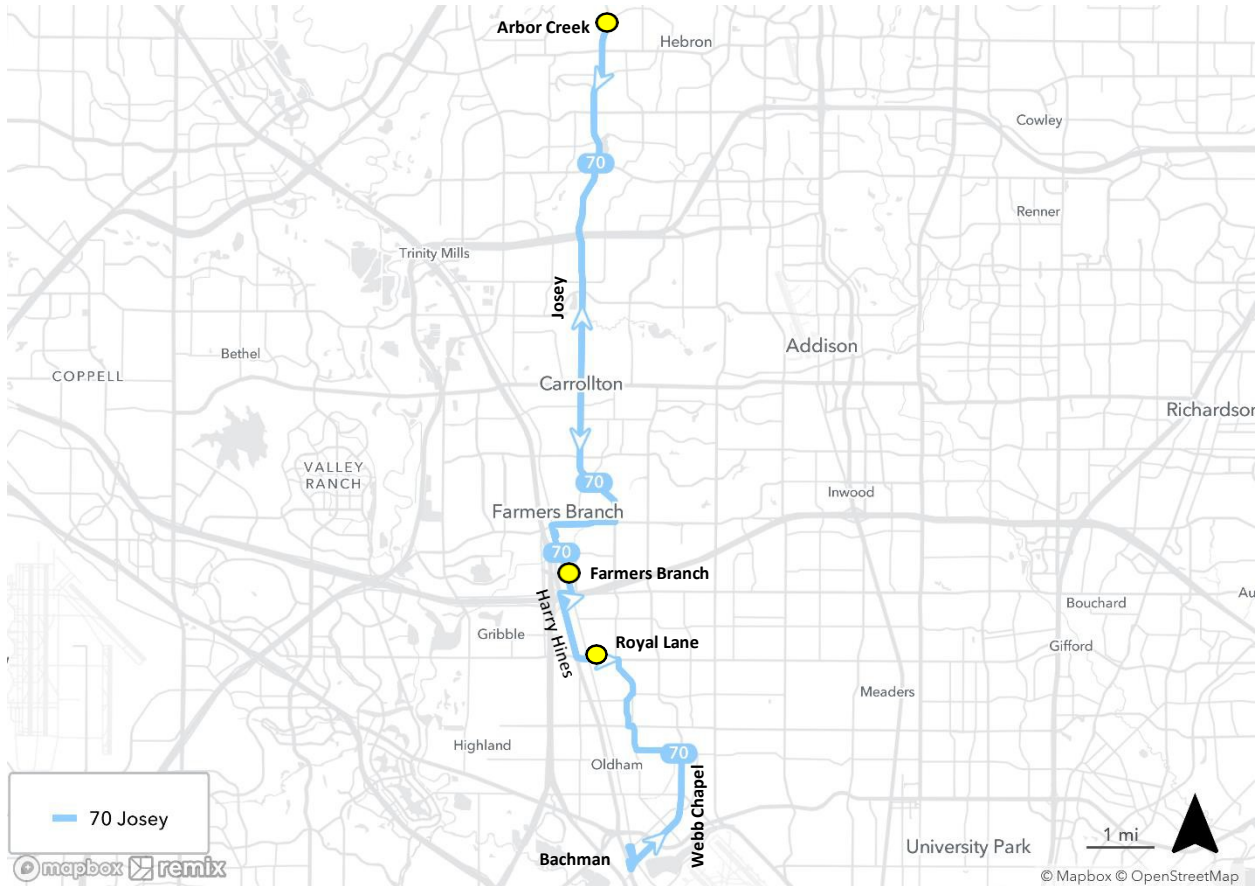 Arbor Creek
Hebron
Cowley
70
Renner
Trinity Mills
Josey
Addison
Bethel
COPPELL
Carrollton
Richardson
VALLEY
RANCH
70
Inwood
Farmers Branch
70
Farmers Branch
Harry Hines
Bouchard
Au
Gribble
Royal Lane
Gifford
Meaders
Highland
70
Oldham
Webb Chapel
70 Josey
1 mi
University Park
Bachman
mapbox remix
© Mapbox © OpenStreetMap